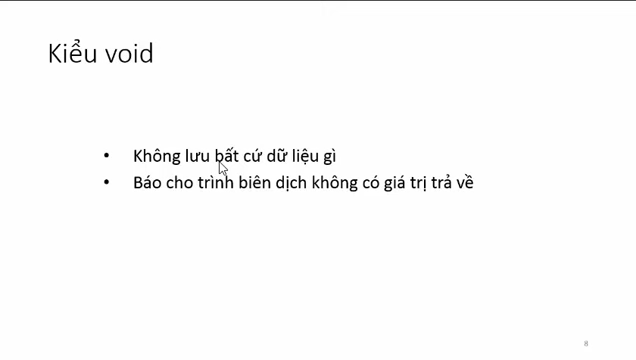 Kiểu void
• Không lưu bất cứ dữ liệu gì
• Báo cho trình biên dịch không có giá trị trả về
8